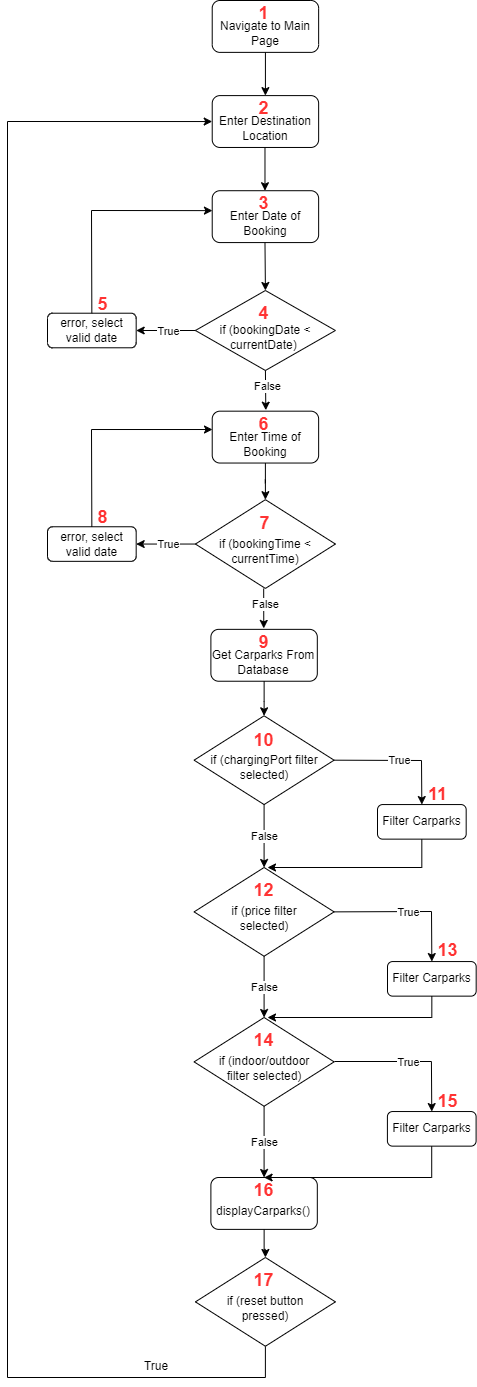 1
Navigate to Main
Page
2
Enter Destination
Location
3
Enter Date of
Booking
4
if (bookingDate <
currentDate)
True
5
error, select
valid date
False
6
Enter Time of
Booking
7
if (bookingTime <
currentTime)
True
8
error, select
valid date
False
9
Get Carparks From
Database
10
if (chargingPort filter
selected)
True
11
Filter Carparks
False
12
if (price filter
selected)
True
13
Filter Carparks
False
14
if (indoor/outdoor
filter selected)
True
15
Filter Carparks
False
16
displayCarparks()
17
if (reset button
pressed)
True